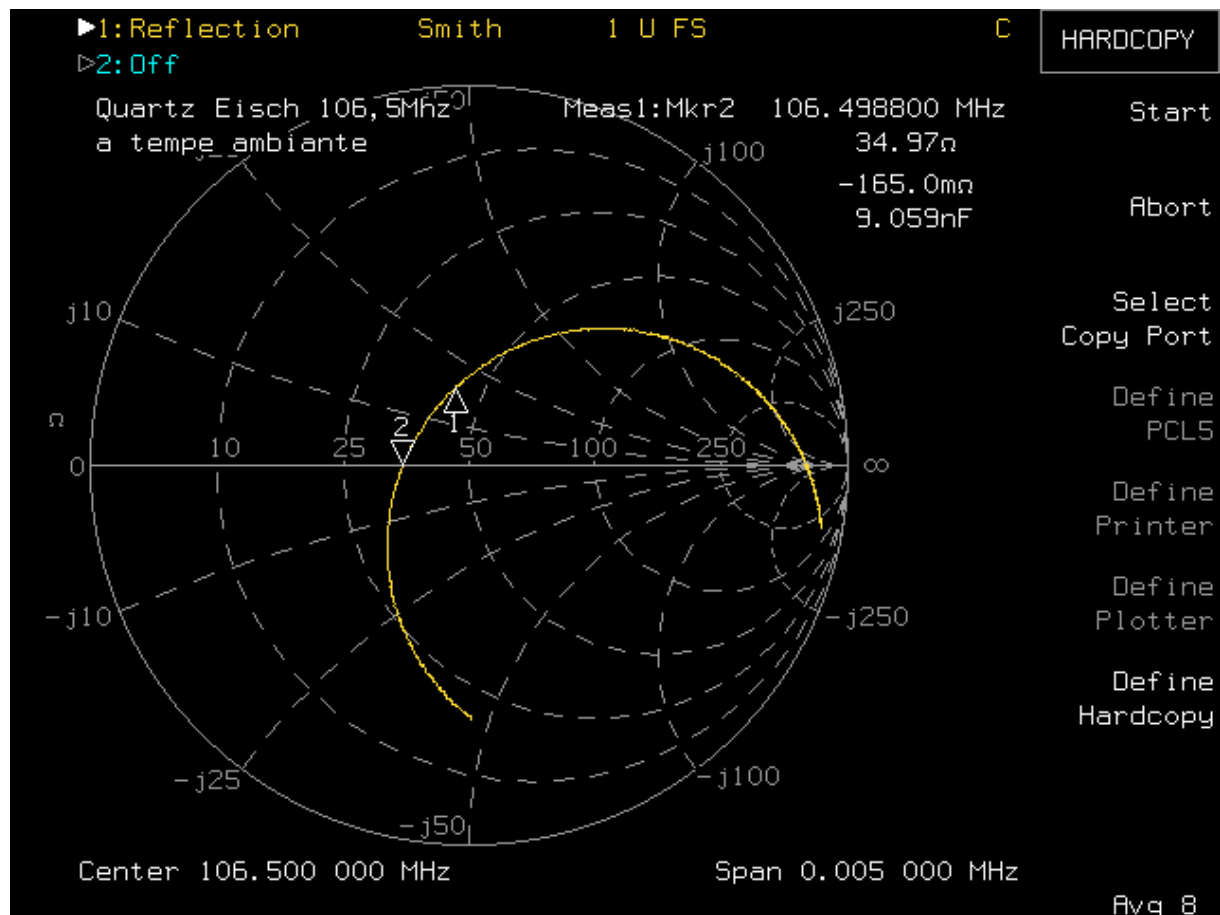 ▶1:Reflection Smith 1 U FS C
▷2:Off
HARDCOPY
Quartz Eisch 106,5Mhz
a tempe ambiante
Meas1:Mkr2 106.498800 MHz
34.97Ω
-165.0mΩ
9.059nF
j50
j100
j10
j250
Ω
0 10 25 50 100 250 ∞
2
1
-j10
-j250
-j25
-j100
-j50
Center 106.500 000 MHz Span 0.005 000 MHz
Start
Abort
Select
Copy Port
Define
PCL5
Define
Printer
Define
Plotter
Define
Hardcopy
Avg 8